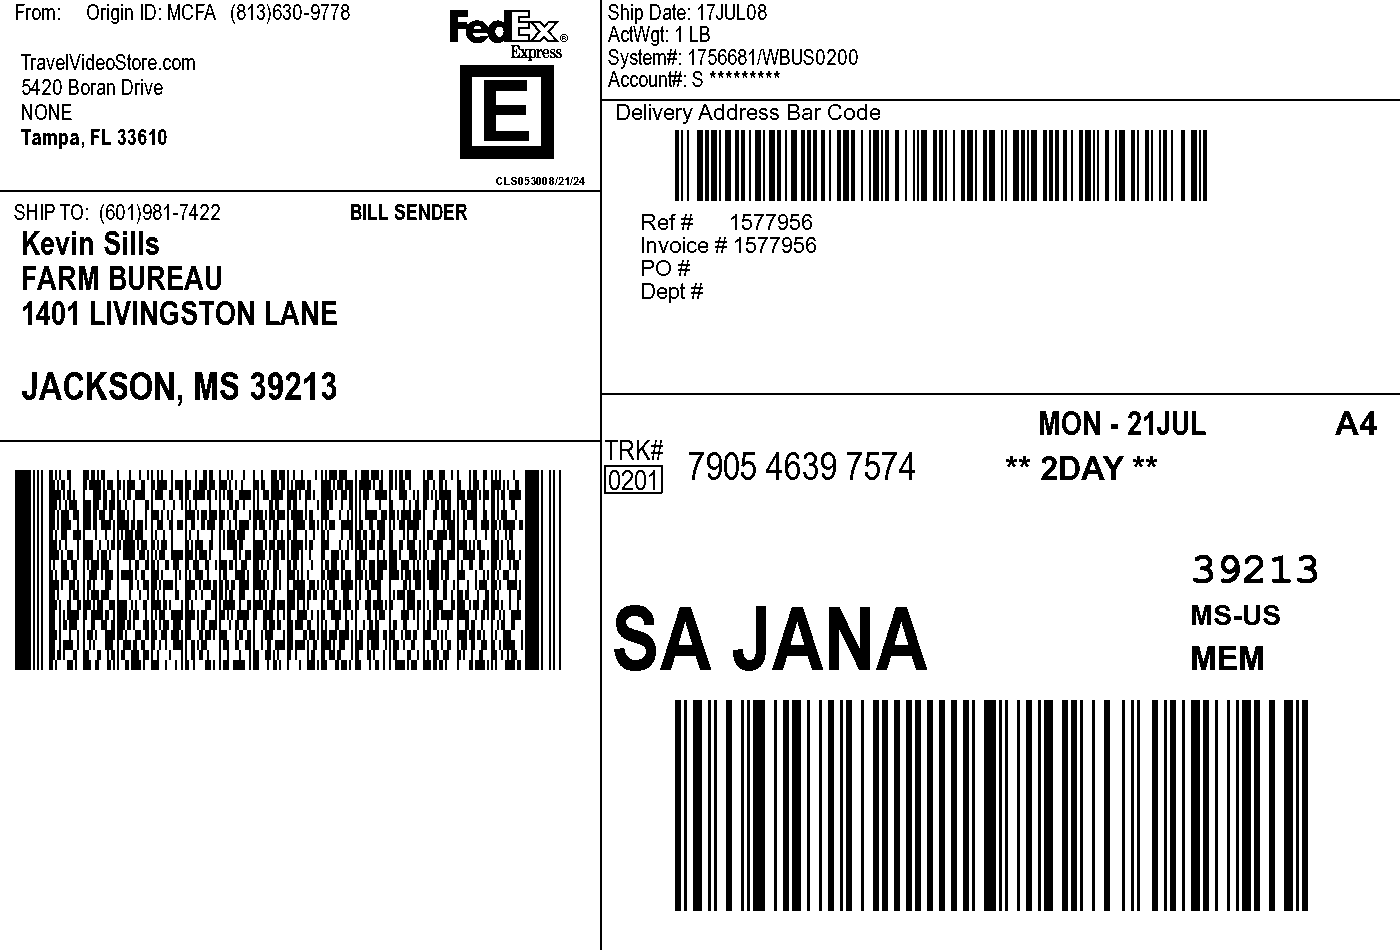 From: Origin ID: MCFA (813)630-9778
TravelVideoStore.com
5420 Boran Drive
NONE
Tampa, FL 33610
FedEx®
Express
E
CLS053008/21/24
Ship Date: 17JUL08
ActWgt: 1 LB
System#: 1756681/WBUS0200
Account#: S *********
Delivery Address Bar Code
Ref # 1577956
Invoice # 1577956
PO #
Dept #
SHIP TO: (601)981-7422 BILL SENDER
Kevin Sills
FARM BUREAU
1401 LIVINGSTON LANE
JACKSON, MS 39213
MON - 21JUL A4
TRK#
0201 7905 4639 7574 ** 2DAY **
39213
MS-US
SA JANA MEM